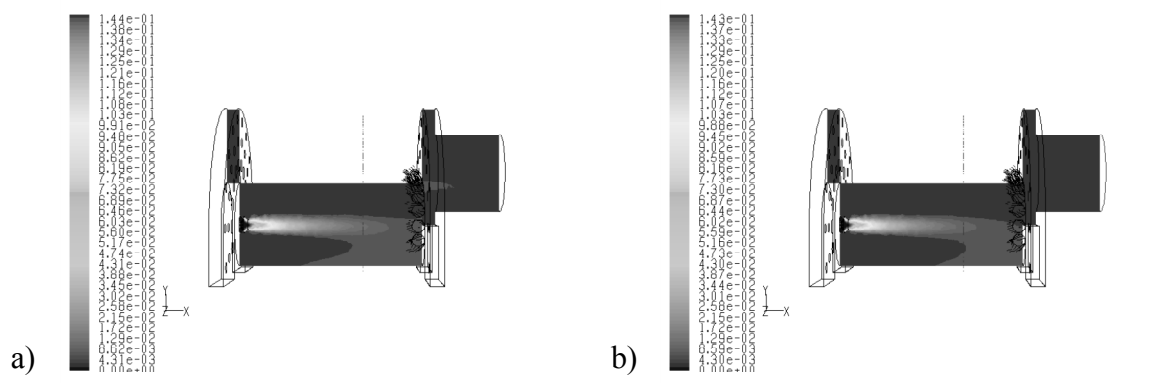 1.44e-01
1.38e-01
1.34e-01
1.29e-01
1.25e-01
1.21e-01
1.16e-01
1.12e-01
1.08e-01
1.03e-01
9.91e-02
9.48e-02
9.05e-02
8.62e-02
8.19e-02
7.75e-02
7.32e-02
6.89e-02
6.46e-02
6.03e-02
5.60e-02
5.17e-02
4.74e-02
4.31e-02
3.88e-02
3.45e-02
3.02e-02
2.58e-02
2.15e-02
1.72e-02
1.29e-02
8.62e-03
4.31e-03
0.00e+00
Y
Z X
a)
1.43e-01
1.37e-01
1.33e-01
1.29e-01
1.25e-01
1.20e-01
1.16e-01
1.12e-01
1.07e-01
1.03e-01
9.88e-02
9.45e-02
9.02e-02
8.59e-02
8.16e-02
7.73e-02
7.30e-02
6.87e-02
6.44e-02
6.02e-02
5.59e-02
5.16e-02
4.73e-02
4.30e-02
3.87e-02
3.44e-02
3.01e-02
2.58e-02
2.15e-02
1.72e-02
1.29e-02
8.59e-03
4.30e-03
0.00e+00
Y
Z X
b)